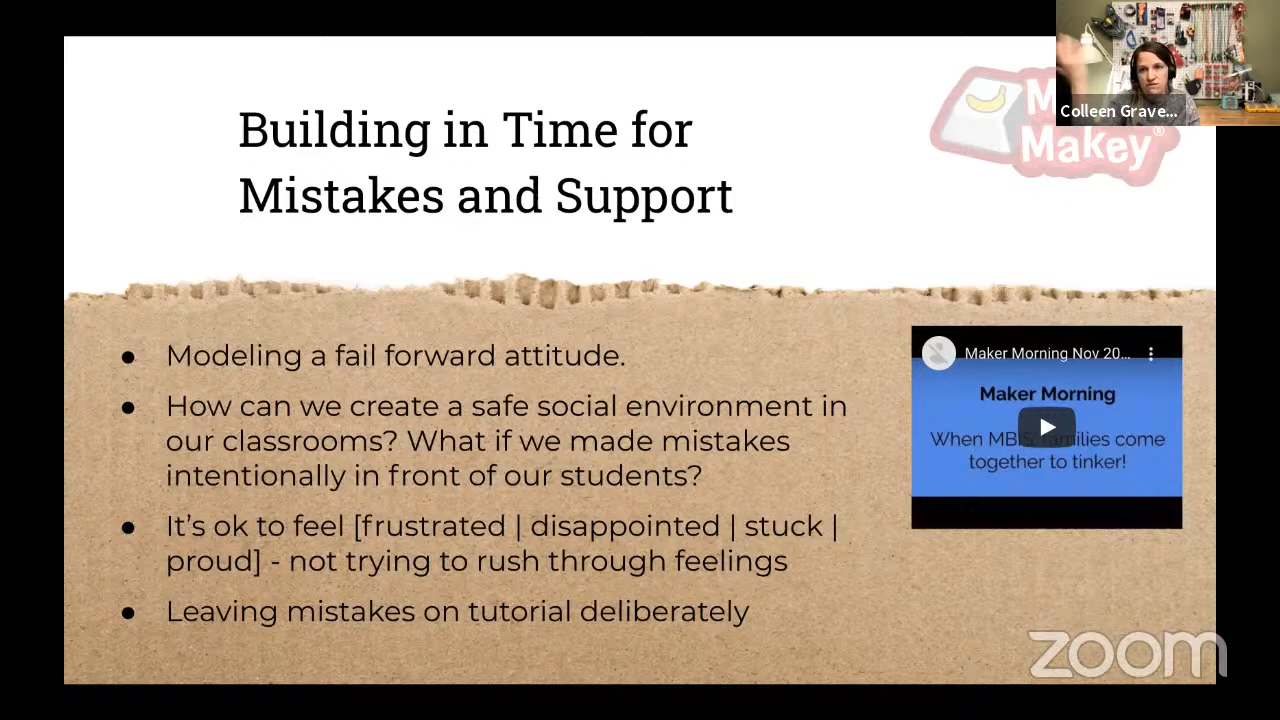 Building in Time for
Mistakes and Support
M
Makey®
Colleen Grave...
● Modeling a fail forward attitude.
● How can we create a safe social environment in
our classrooms? What if we made mistakes
intentionally in front of our students?
● It’s ok to feel [frustrated | disappointed | stuck |
proud] - not trying to rush through feelings
● Leaving mistakes on tutorial deliberately
Maker Morning Nov 20...
Maker Morning
When MBIS families come
together to tinker!
zoom